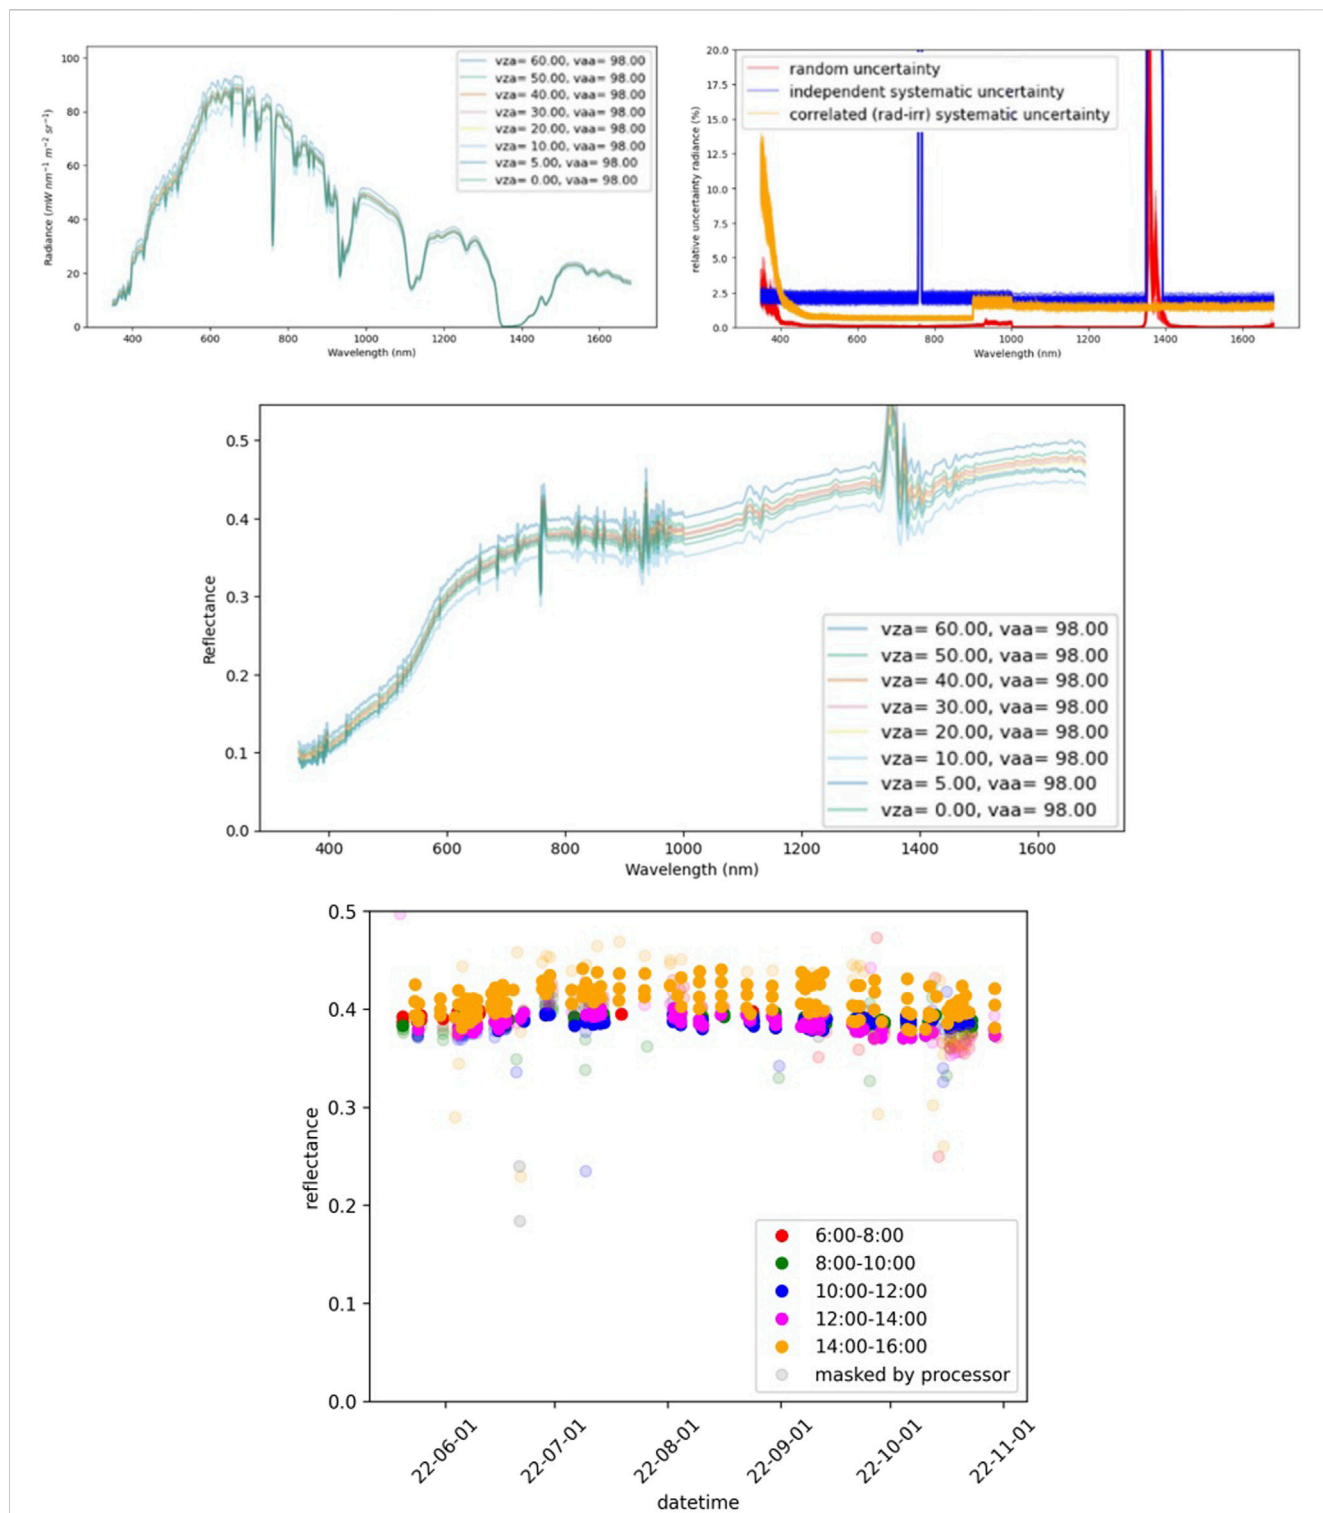 100
80
60
40
20
0
Radiance (mW nm⁻¹ m⁻² sr⁻¹)
vza= 60.00, vaa= 98.00
vza= 50.00, vaa= 98.00
vza= 40.00, vaa= 98.00
vza= 30.00, vaa= 98.00
vza= 20.00, vaa= 98.00
vza= 10.00, vaa= 98.00
vza= 5.00, vaa= 98.00
vza= 0.00, vaa= 98.00
400 600 800 1000 1200 1400 1600
Wavelength (nm)
20.0
17.5
15.0
12.5
10.0
7.5
5.0
2.5
0.0
relative uncertainty radiance (%)
random uncertainty
independent systematic uncertainty
correlated (rad-irr) systematic uncertainty
400 600 800 1000 1200 1400 1600
Wavelength (nm)
0.5
0.4
0.3
0.2
0.1
0.0
Reflectance
vza= 60.00, vaa= 98.00
vza= 50.00, vaa= 98.00
vza= 40.00, vaa= 98.00
vza= 30.00, vaa= 98.00
vza= 20.00, vaa= 98.00
vza= 10.00, vaa= 98.00
vza= 5.00, vaa= 98.00
vza= 0.00, vaa= 98.00
400 600 800 1000 1200 1400 1600
Wavelength (nm)
0.5
0.4
0.3
0.2
0.1
0.0
reflectance
6:00-8:00
8:00-10:00
10:00-12:00
12:00-14:00
14:00-16:00
masked by processor
22-06-01 22-07-01 22-08-01 22-09-01 22-10-01 22-11-01
datetime